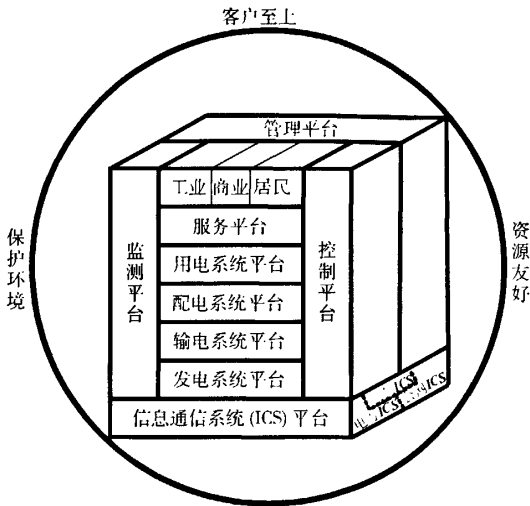 客户至上
管理平台
工业 商业 居民
服务平台
用电系统平台
配电系统平台
输电系统平台
发电系统平台
监测平台
控制平台
信息通信系统(ICS)平台
ICS
ICS
ICS
保护环境
资源友好